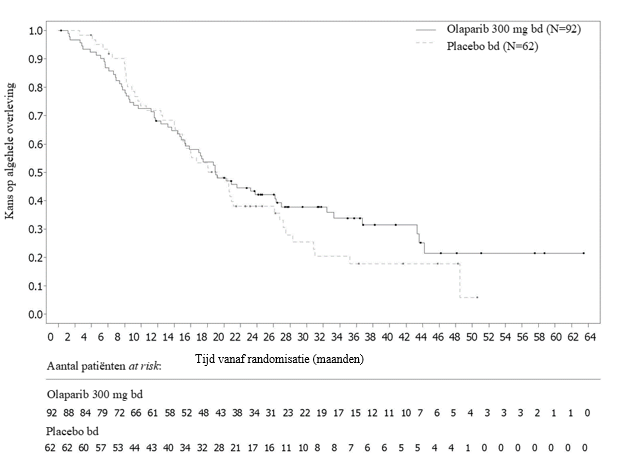 Olaparib 300 mg bd (N=92)
Placebo bd (N=62)
Kans op algehele overleving
1.0
0.9
0.8
0.7
0.6
0.5
0.4
0.3
0.2
0.1
0.0
0 2 4 6 8 10 12 14 16 18 20 22 24 26 28 30 32 34 36 38 40 42 44 46 48 50 52 54 56 58 60 62 64
Tijd vanaf randomisatie (maanden)
Aantal patiënten at risk:
Olaparib 300 mg bd
92 88 84 79 72 66 61 58 52 48 43 38 34 31 23 22 19 17 15 12 11 10 7 6 5 4 3 3 2 1 1 0
Placebo bd
62 62 60 57 53 44 43 40 34 32 28 21 17 16 11 10 8 8 7 6 6 5 5 4 4 1 0 0 0 0 0 0 0